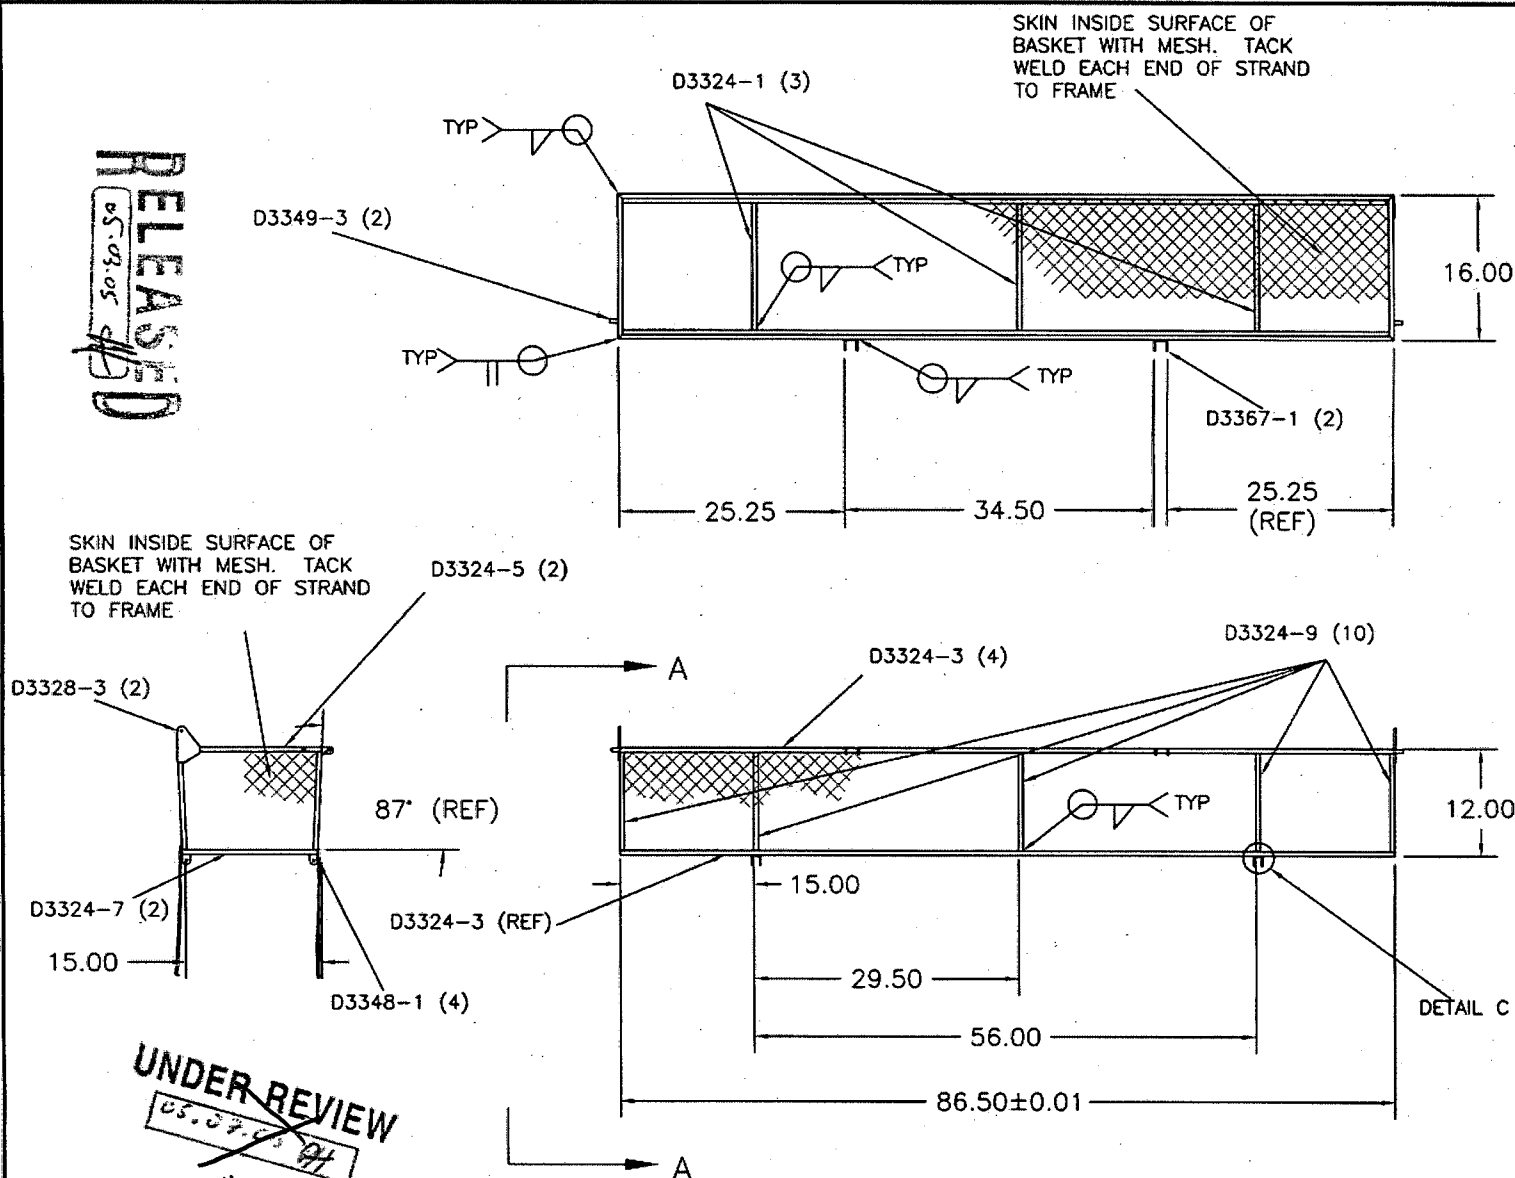 SKIN INSIDE SURFACE OF
BASKET WITH MESH. TACK
WELD EACH END OF STRAND
TO FRAME
D3324-1 (3)
TYP
RELEASED
05.03.05
D3349-3 (2)
TYP
16.00
TYP
TYP
D3367-1 (2)
25.25
34.50
25.25
(REF)
SKIN INSIDE SURFACE OF
BASKET WITH MESH. TACK
WELD EACH END OF STRAND
TO FRAME
D3324-5 (2)
D3324-9 (10)
A
D3324-3 (4)
D3328-3 (2)
87° (REF)
TYP
12.00
15.00
D3324-7 (2)
D3324-3 (REF)
15.00
29.50
D3348-1 (4)
DETAIL C
56.00
UNDER REVIEW
86.50±0.01
A